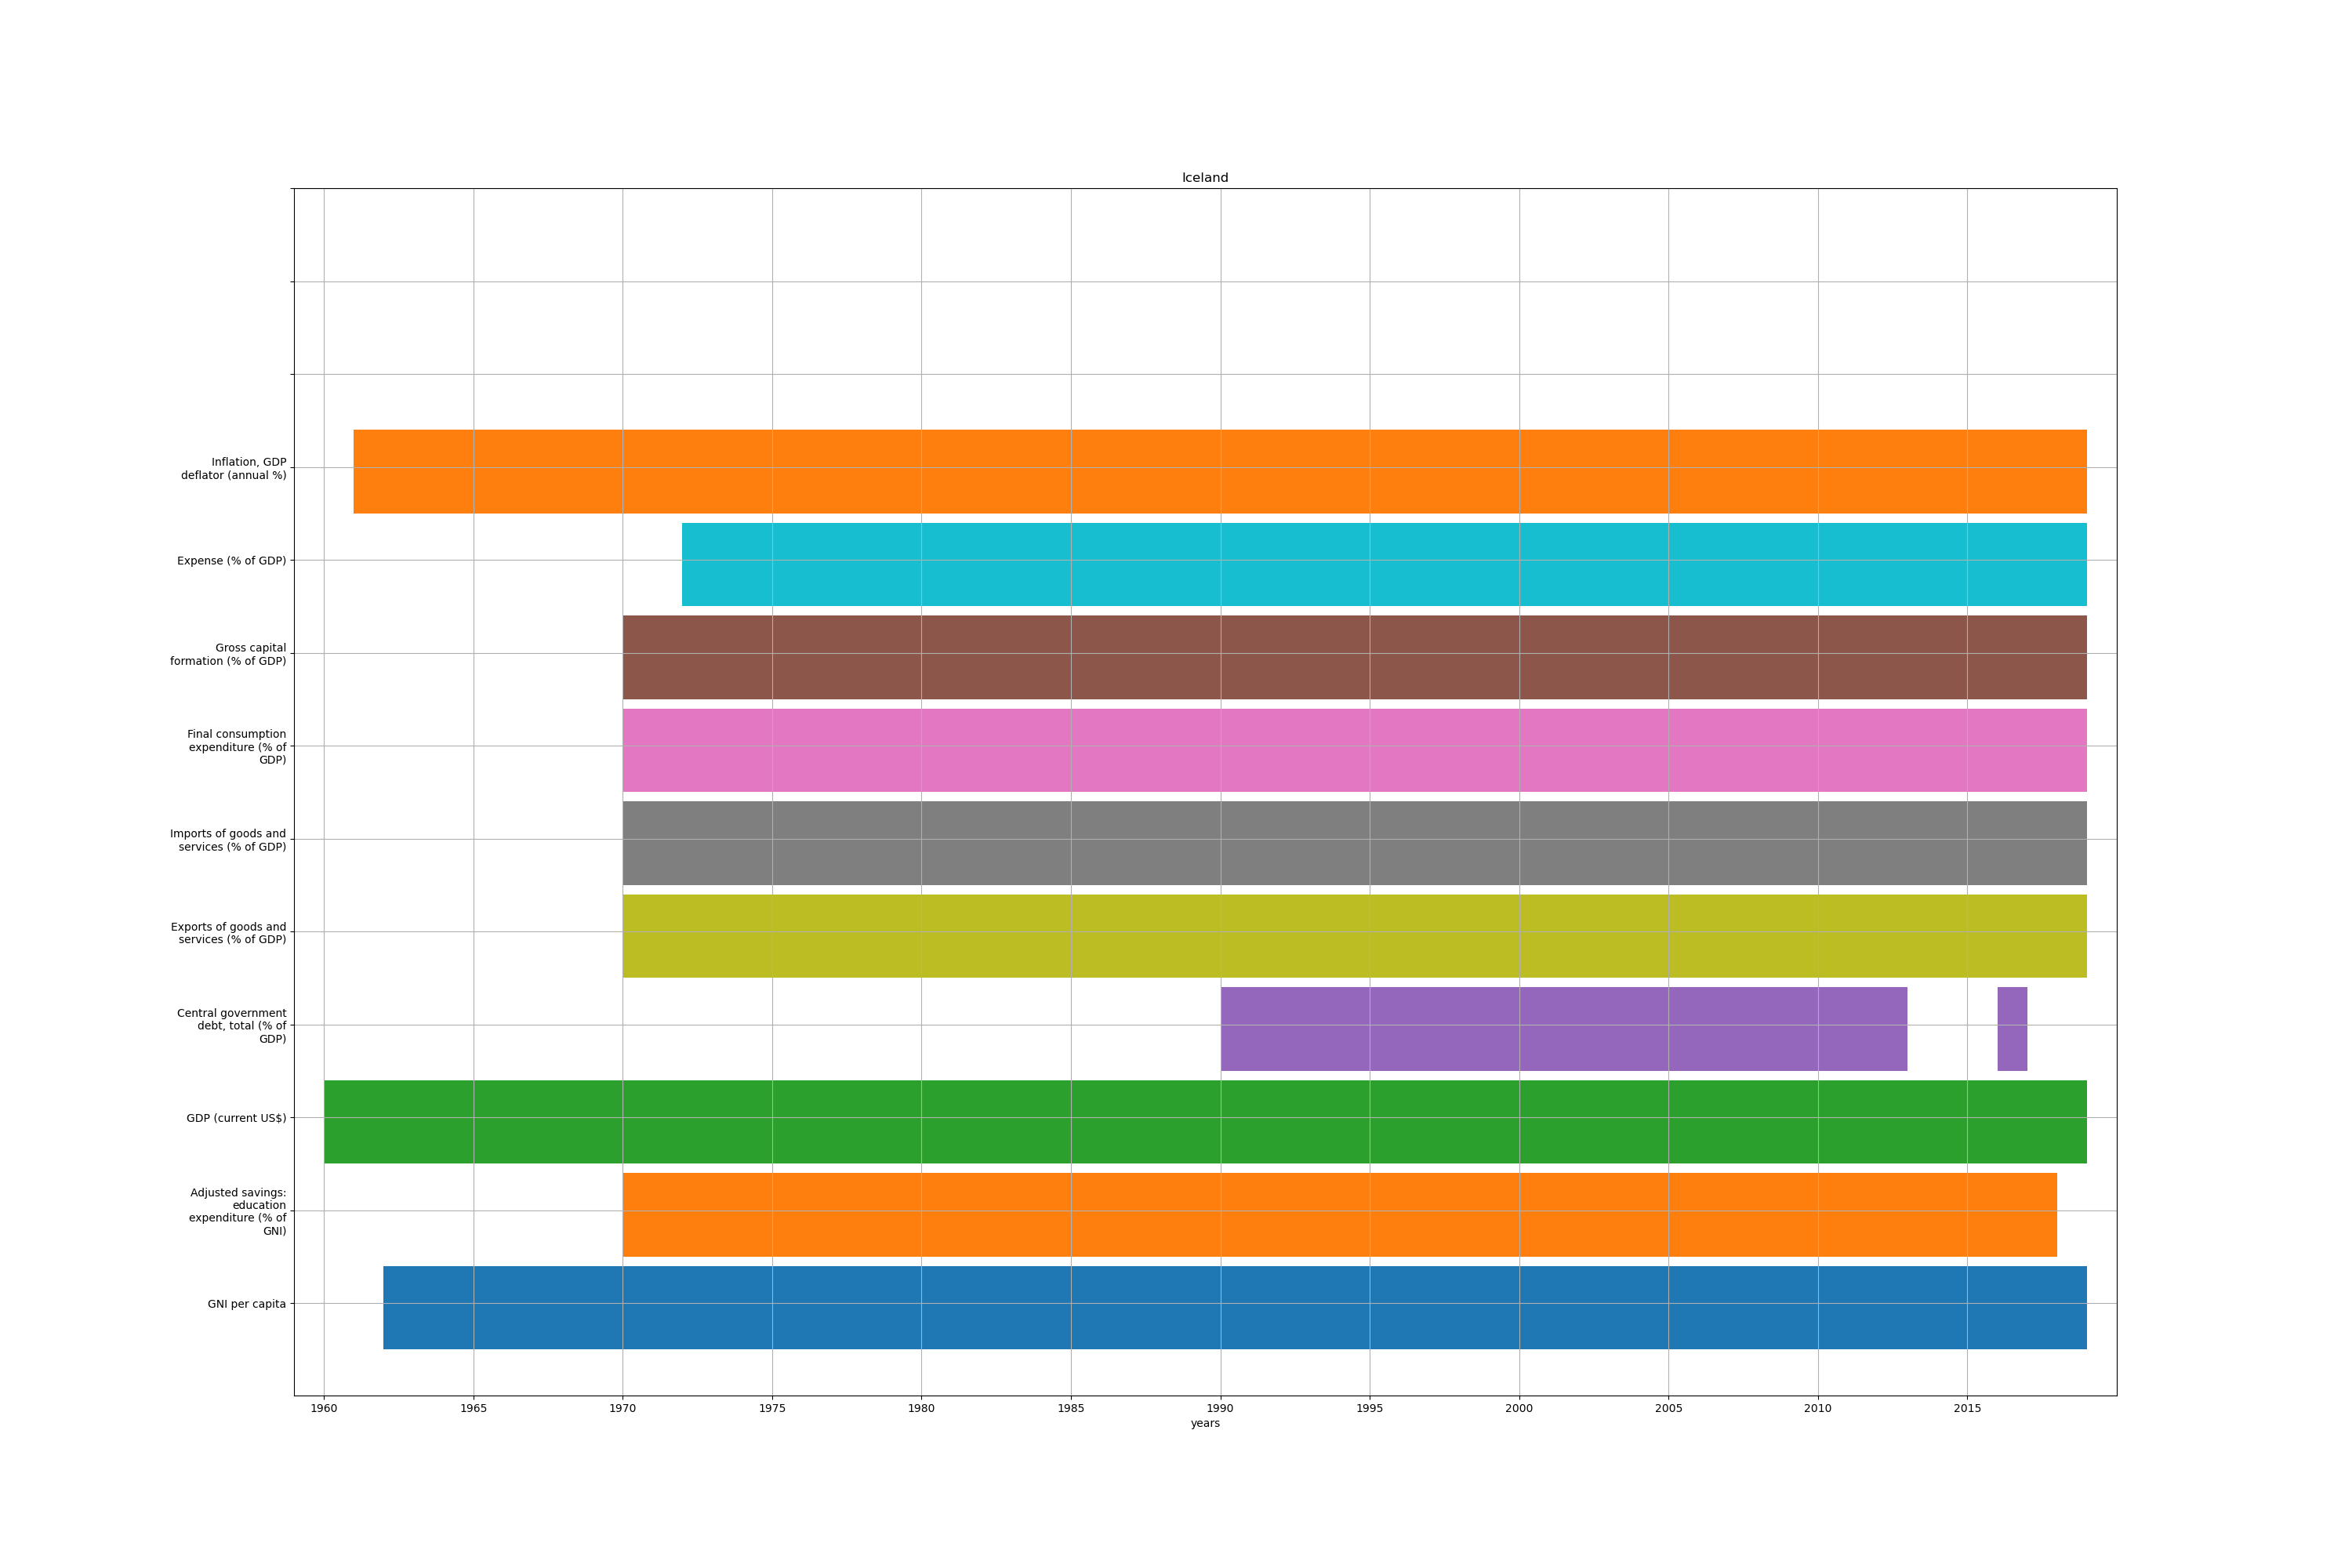 Iceland
Inflation, GDP
deflator (annual %)
Expense (% of GDP)
Gross capital
formation (% of GDP)
Final consumption
expenditure (% of
GDP)
Imports of goods and
services (% of GDP)
Exports of goods and
services (% of GDP)
Central government
debt, total (% of
GDP)
GDP (current US$)
Adjusted savings:
education
expenditure (% of
GNI)
GNI per capita
1960 1965 1970 1975 1980 1985 1990 1995 2000 2005 2010 2015
years